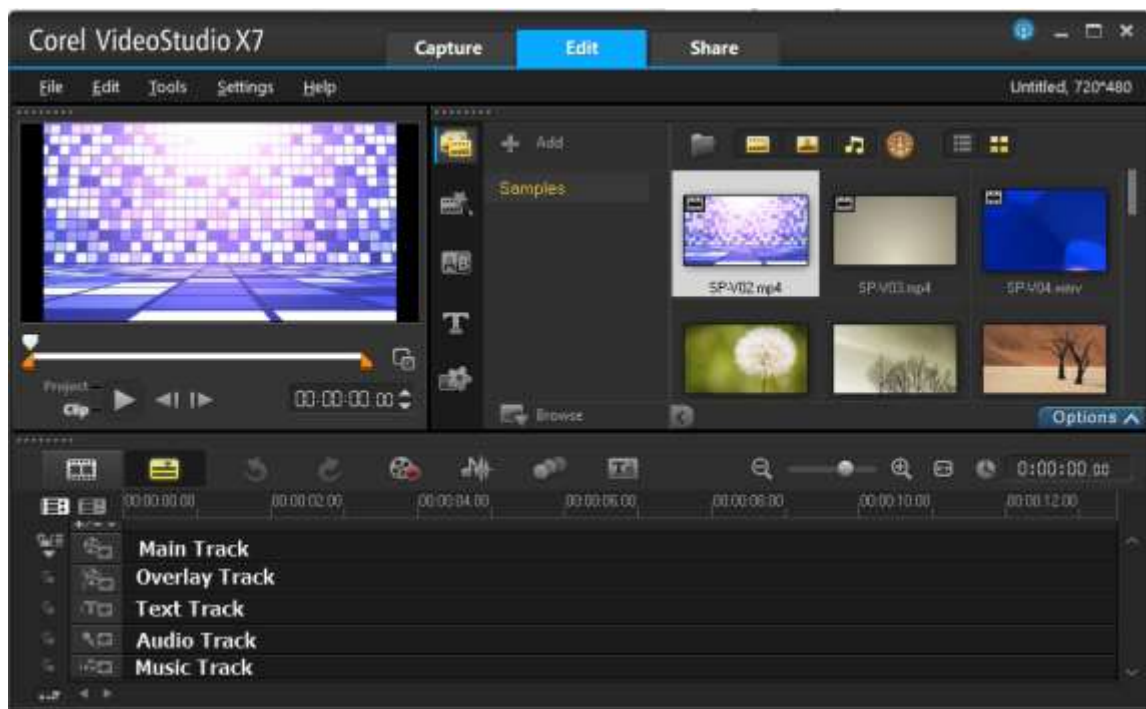 Corel VideoStudio X7
Capture Edit Share
File Edit Tools Settings Help
Untitled, 720*480
Add
Samples
SP-V02.mp4 SP-V03.mp4 SP-V04.wmv
Project
Clip
00:00:00.00
Browse
Options
0:00:00.00
00:00:00.00 00:00:02.00 00:00:04.00 00:00:06.00 00:00:08.00 00:00:10.00 00:00:12.00
Main Track
Overlay Track
Text Track
Audio Track
Music Track